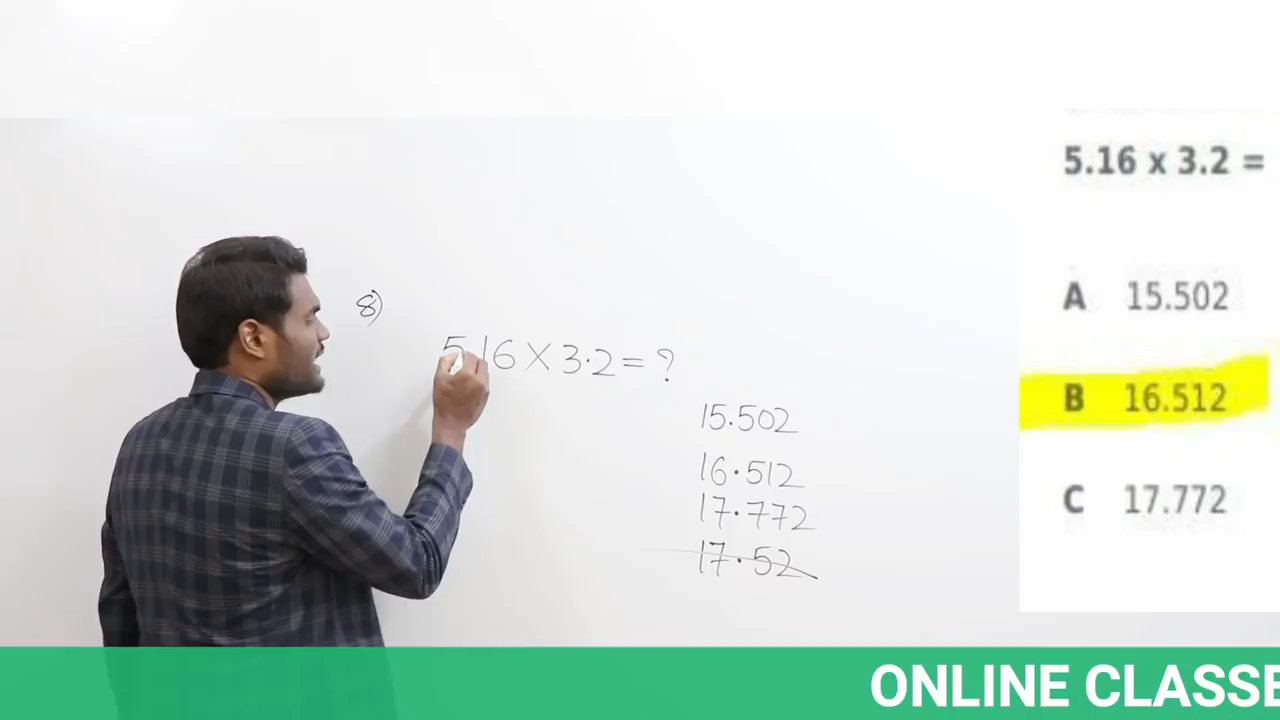 8)
5.16 X 3.2 = ?
15.502
16.512
17.772
17.52
5.16 x 3.2 =
A 15.502
B 16.512
C 17.772
ONLINE CLASSE